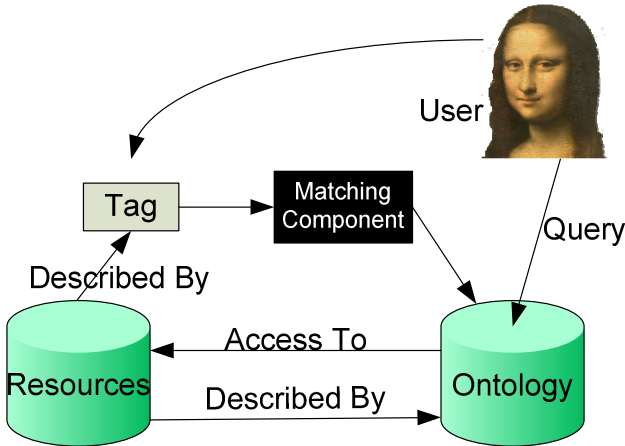 User
Tag
Matching
Component
Query
Described By
Access To
Resources
Described By
Ontology